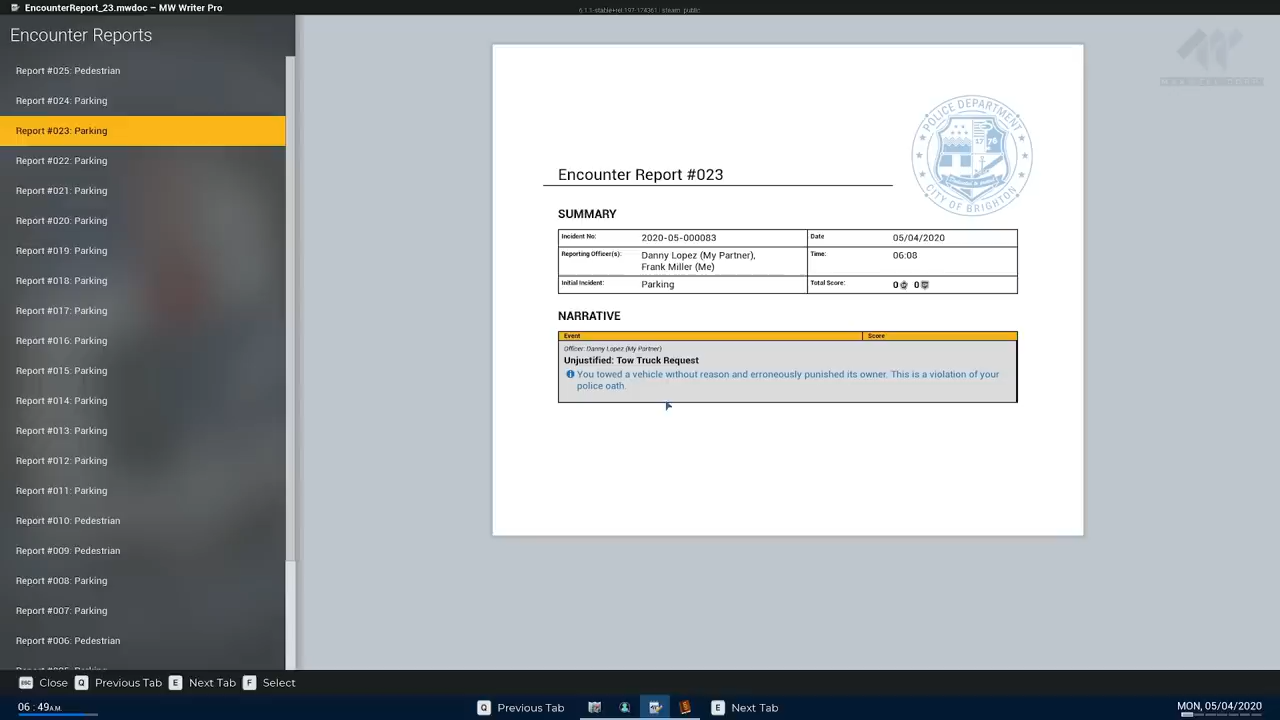 EncounterReport_23.mwdoc – MW Writer Pro
Encounter Reports
Report #025: Pedestrian
Report #024: Parking
Report #023: Parking
Report #022: Parking
Report #021: Parking
Report #020: Parking
Report #019: Parking
Report #018: Parking
Report #017: Parking
Report #016: Parking
Report #015: Parking
Report #014: Parking
Report #013: Parking
Report #012: Parking
Report #011: Parking
Report #010: Pedestrian
Report #009: Pedestrian
Report #008: Parking
Report #007: Parking
Report #006: Pedestrian
POLICE DEPARTMENT
17 76
CITY OF BRIGHTON
Encounter Report #023
SUMMARY
Incident No: 2020-05-000083 Date 05/04/2020
Reporting Officer(s): Danny Lopez (My Partner), Time: 06:08
Frank Miller (Me)
Initial Incident: Parking Total Score: 0 0
NARRATIVE
Event Score
Officer: Danny Lopez (My Partner)
Unjustified: Tow Truck Request
You towed a vehicle without reason and erroneously punished its owner. This is a violation of your
police oath.
ESC Close Q Previous Tab E Next Tab F Select
06 : 49 A.M. Q Previous Tab E Next Tab MON, 05/04/2020